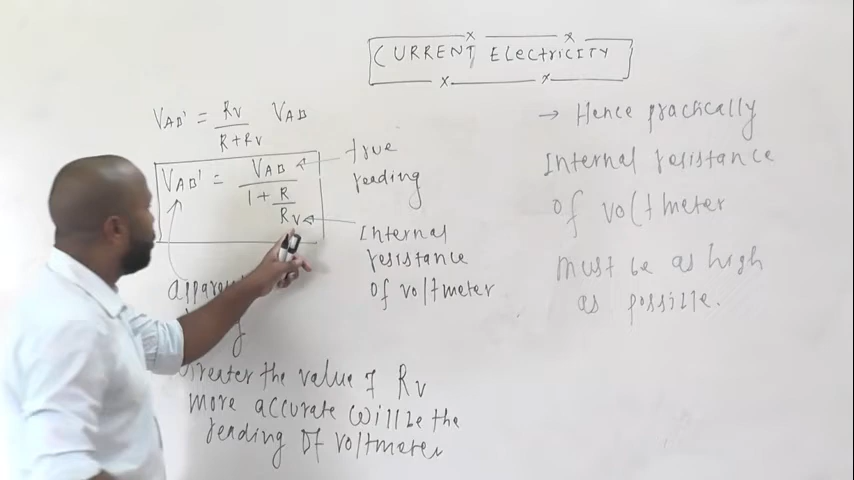 CURRENT ELECTRICITY
VAB' = RV / R+RV VAB
VAB' = VAB / 1 + R / RV
true
reading
Internal
resistance
of voltmeter
Greater the value of RV
more accurate will be the
reading of voltmeter
→ Hence practically
Internal resistance
of voltmeter
must be as high
as possible.